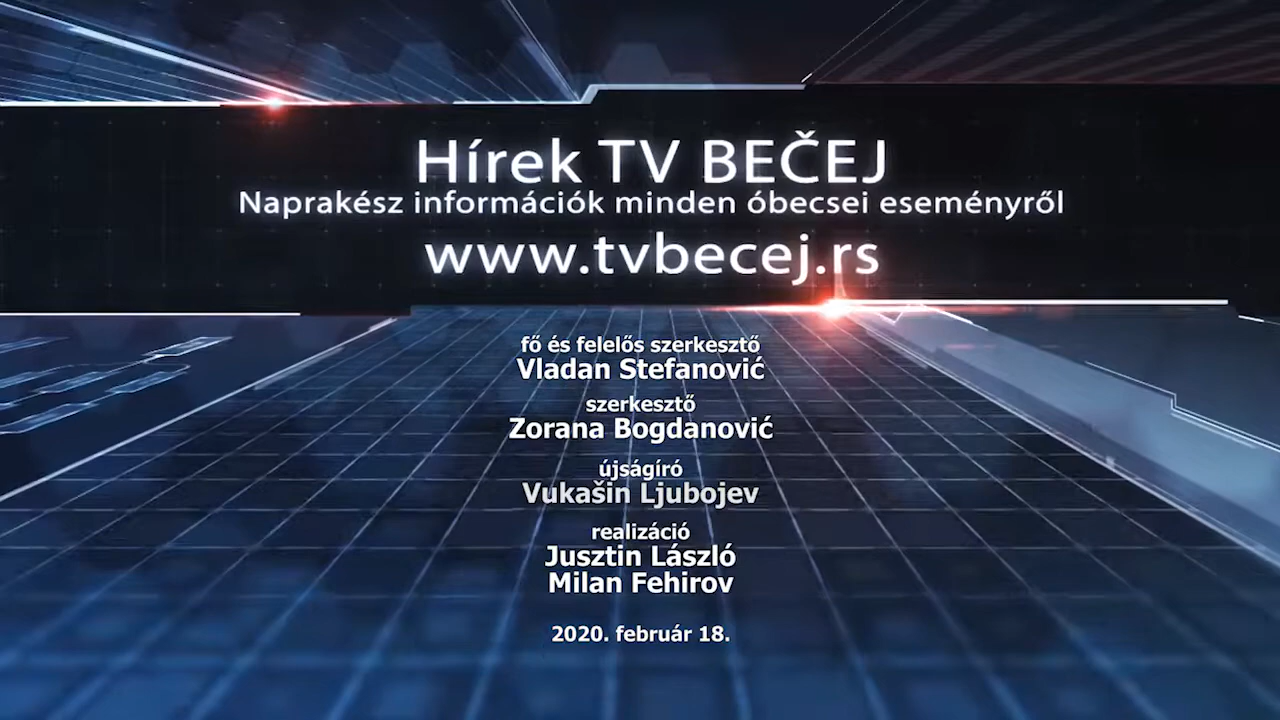 Hírek TV BEČEJ
Naprakész információk minden óbecsei eseményről
www.tvbecej.rs
fő és felelős szerkesztő
Vladan Stefanović
szerkesztő
Zorana Bogdanović
újságíró
Vukašin Ljubojev
realizáció
Jusztin László
Milan Fehirov
2020. február 18.